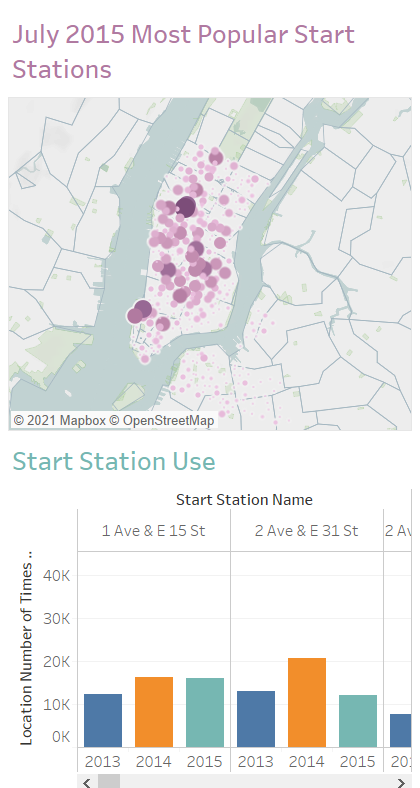 July 2015 Most Popular Start
Stations
© 2021 Mapbox © OpenStreetMap
Start Station Use
Start Station Name
1 Ave & E 15 St
2 Ave & E 31 St
2 Av
Location Number of Times ..
40K
30K
20K
10K
0K
2013 2014 2015 2013 2014 2015 201